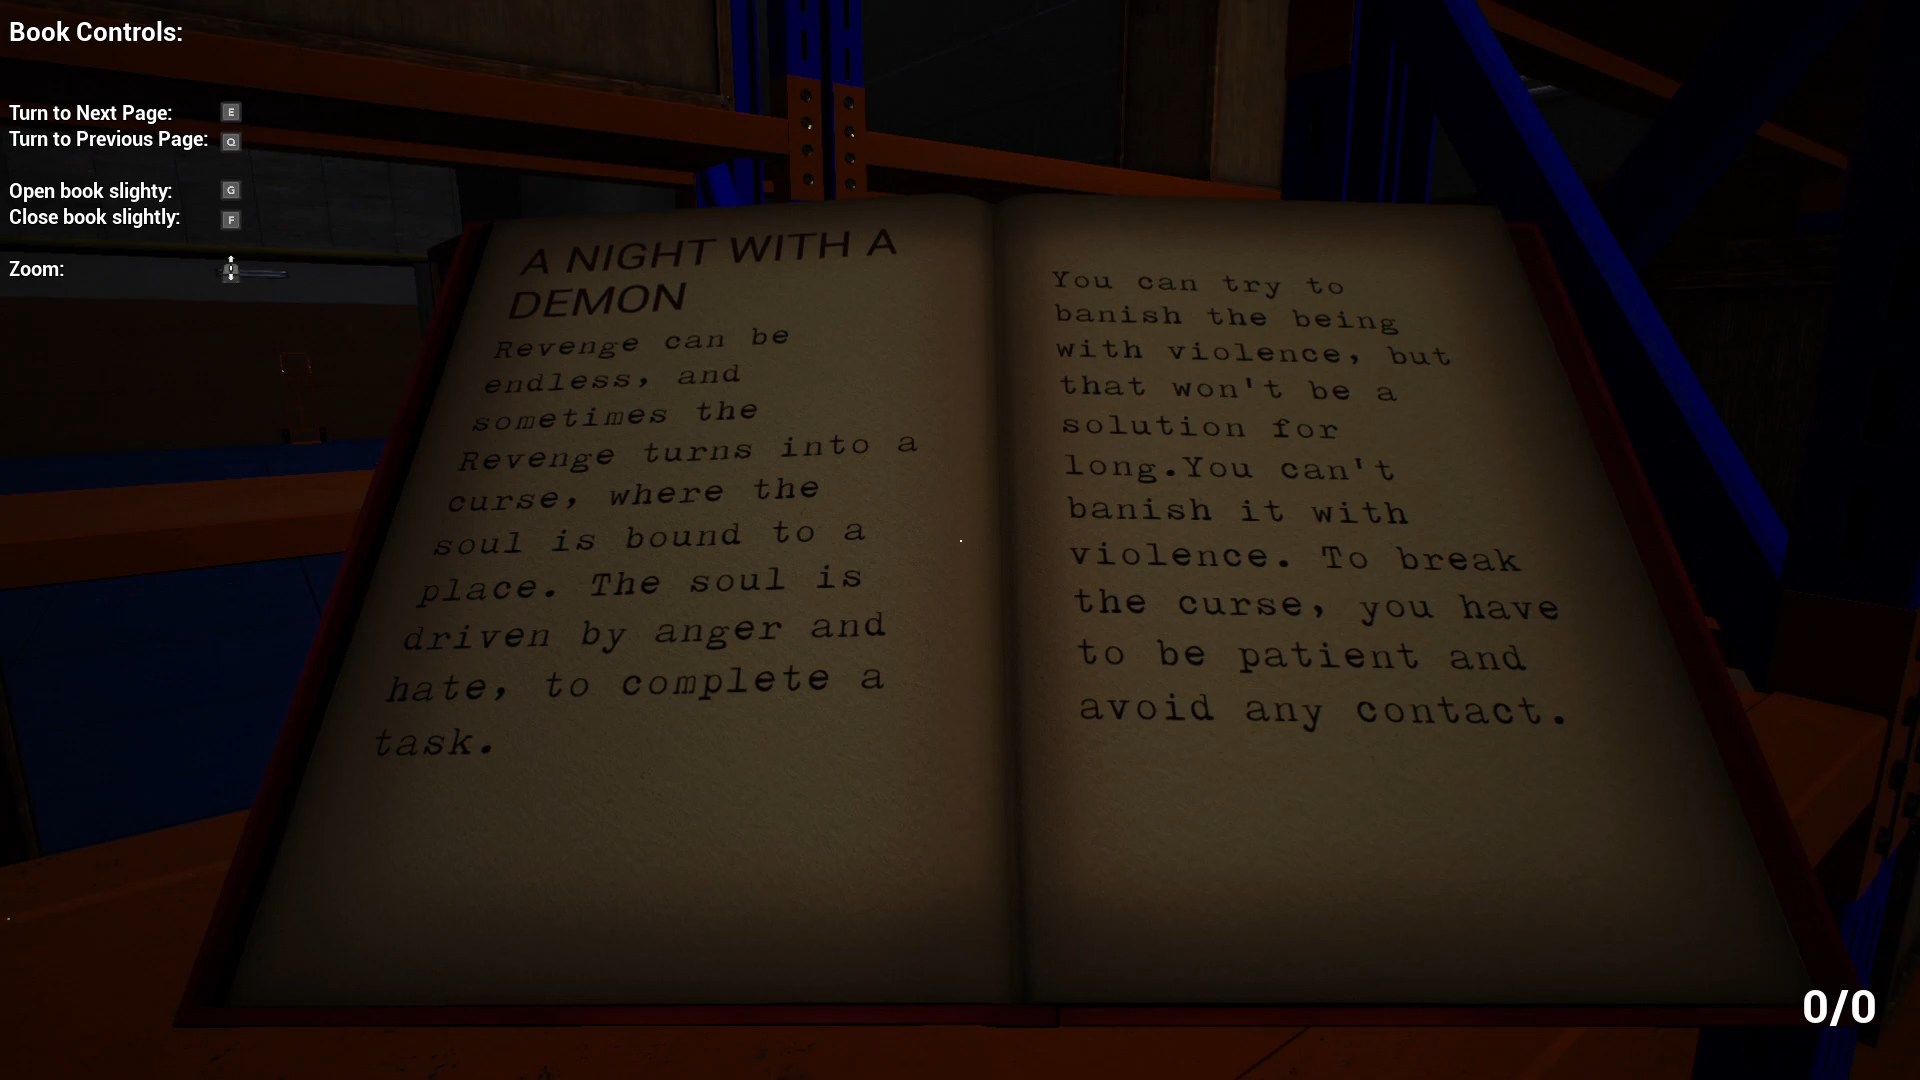 Book Controls:
Turn to Next Page: E
Turn to Previous Page: Q
Open book slighty: G
Close book slightly: F
Zoom:
A NIGHT WITH A
DEMON
Revenge can be
endless, and
sometimes the
Revenge turns into a
curse, where the
soul is bound to a
place. The soul is
driven by anger and
hate, to complete a
task.
You can try to
banish the being
with violence, but
that won't be a
solution for
long.You can't
banish it with
violence. To break
the curse, you have
to be patient and
avoid any contact.
0/0